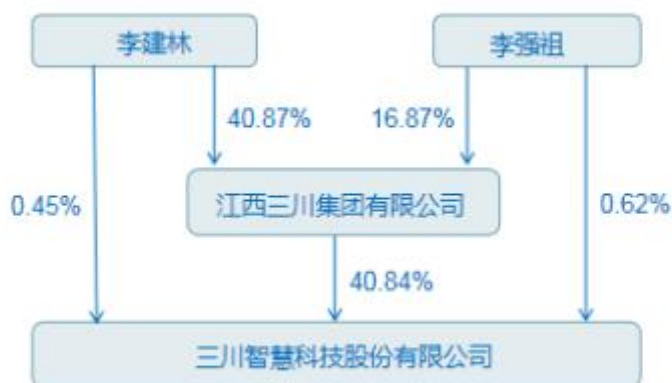 李建林
李强祖
40.87%
16.87%
0.45%
江西三川集团有限公司
0.62%
40.84%
三川智慧科技股份有限公司